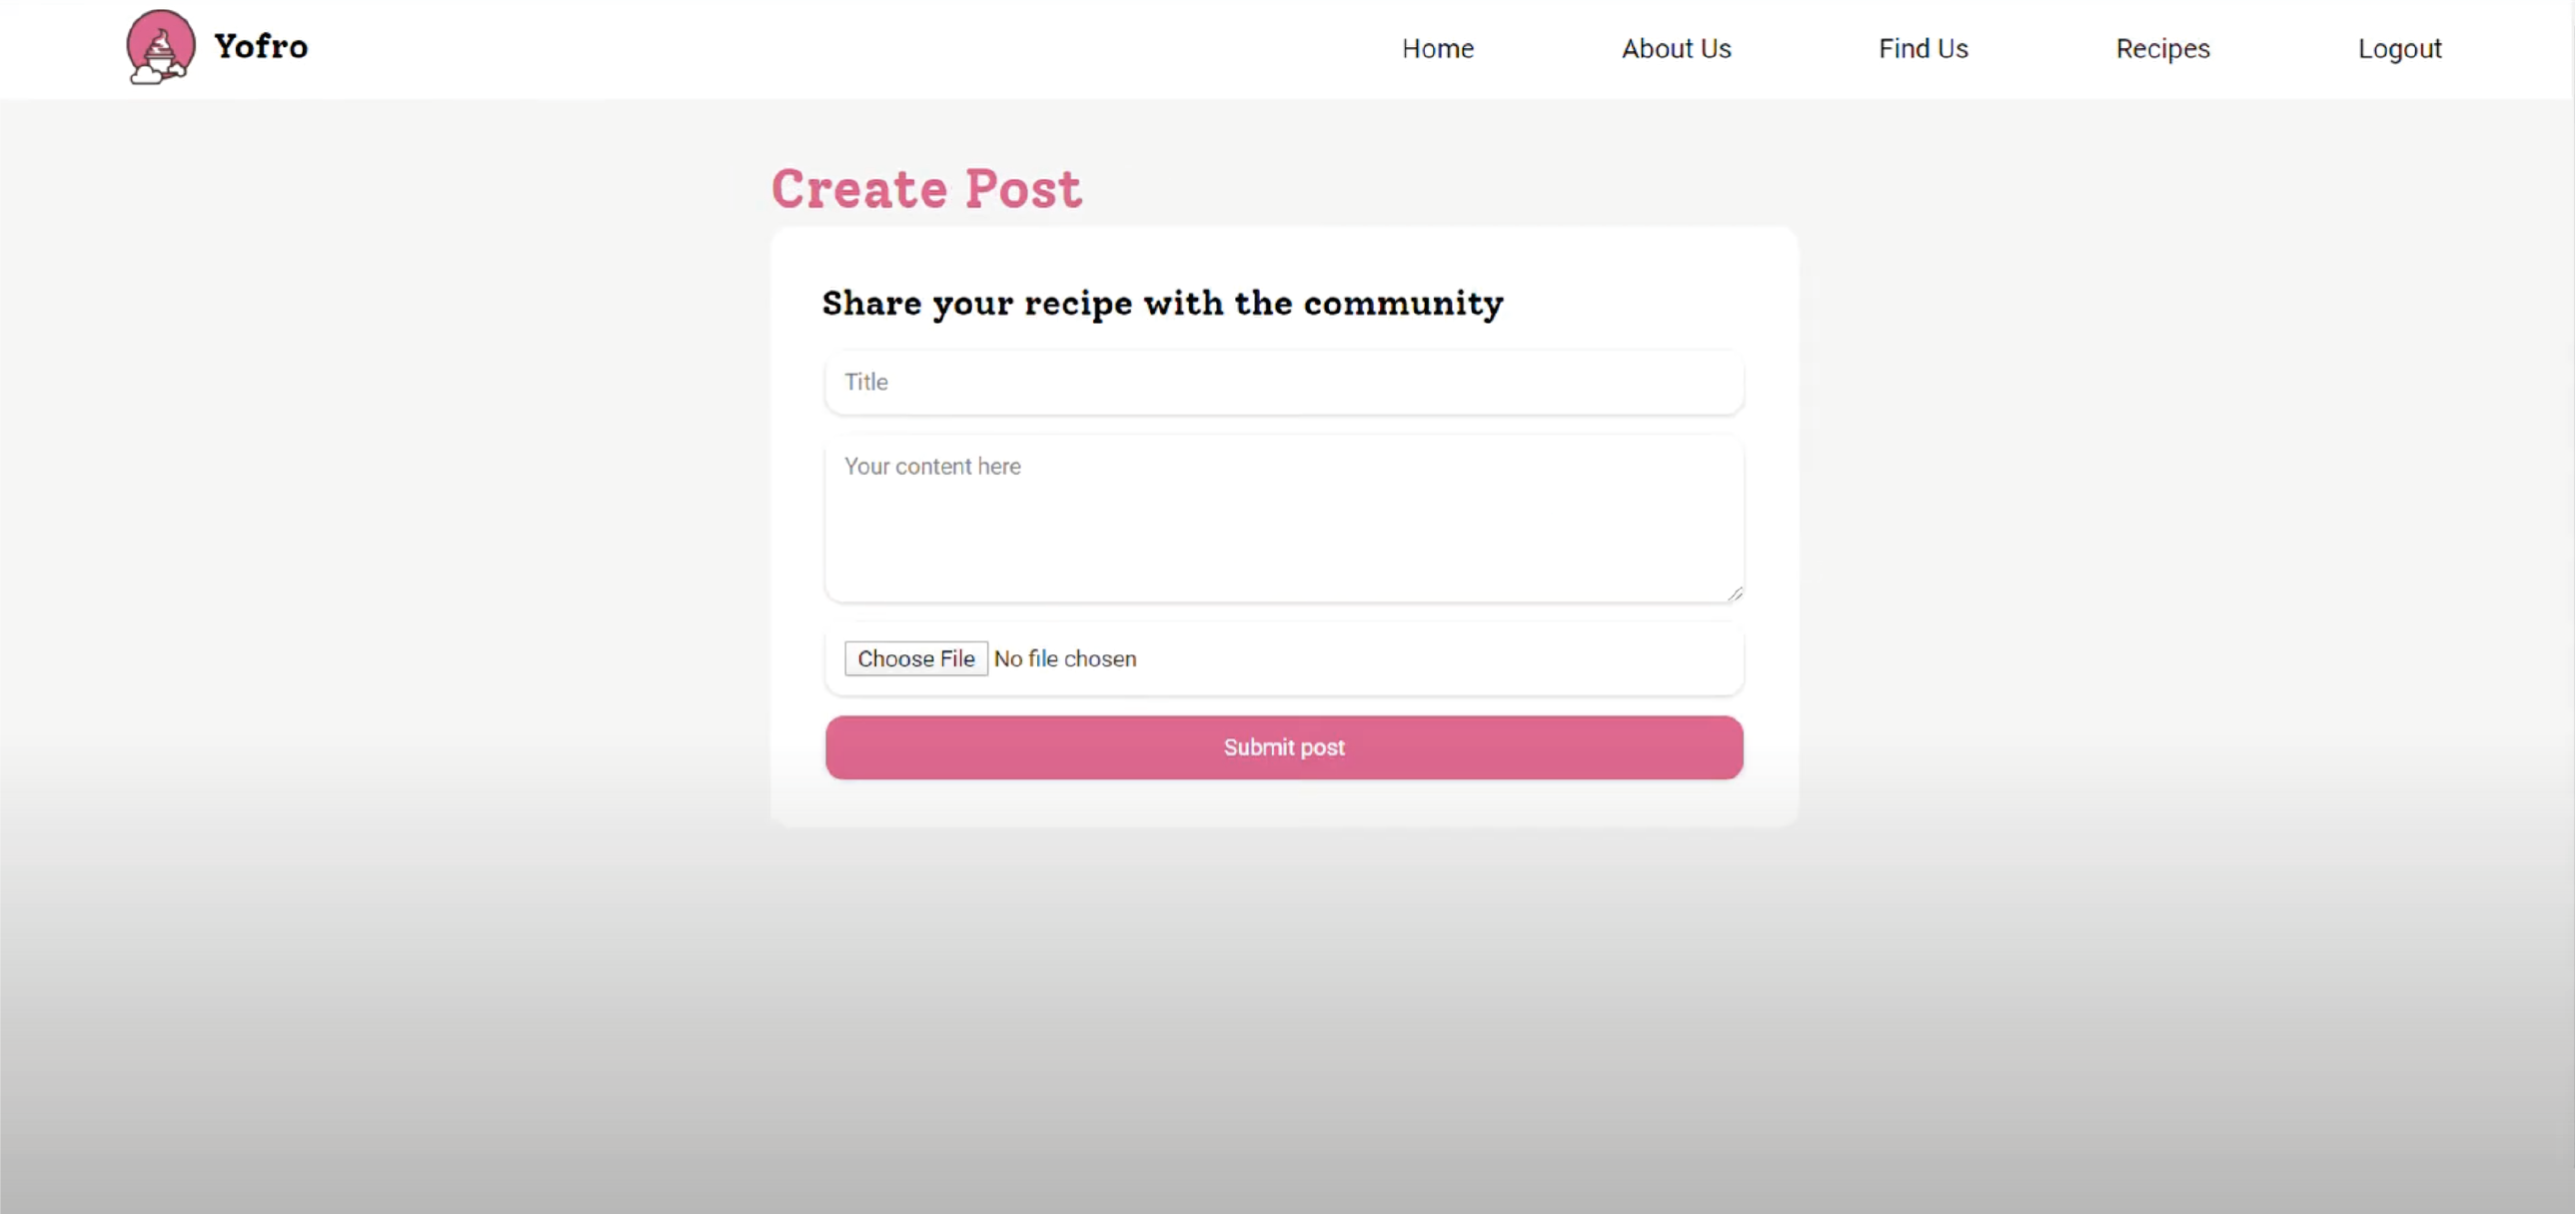 Yofro
Home About Us Find Us Recipes Logout
Create Post
Share your recipe with the community
Title
Your content here
Choose File No file chosen
Submit post